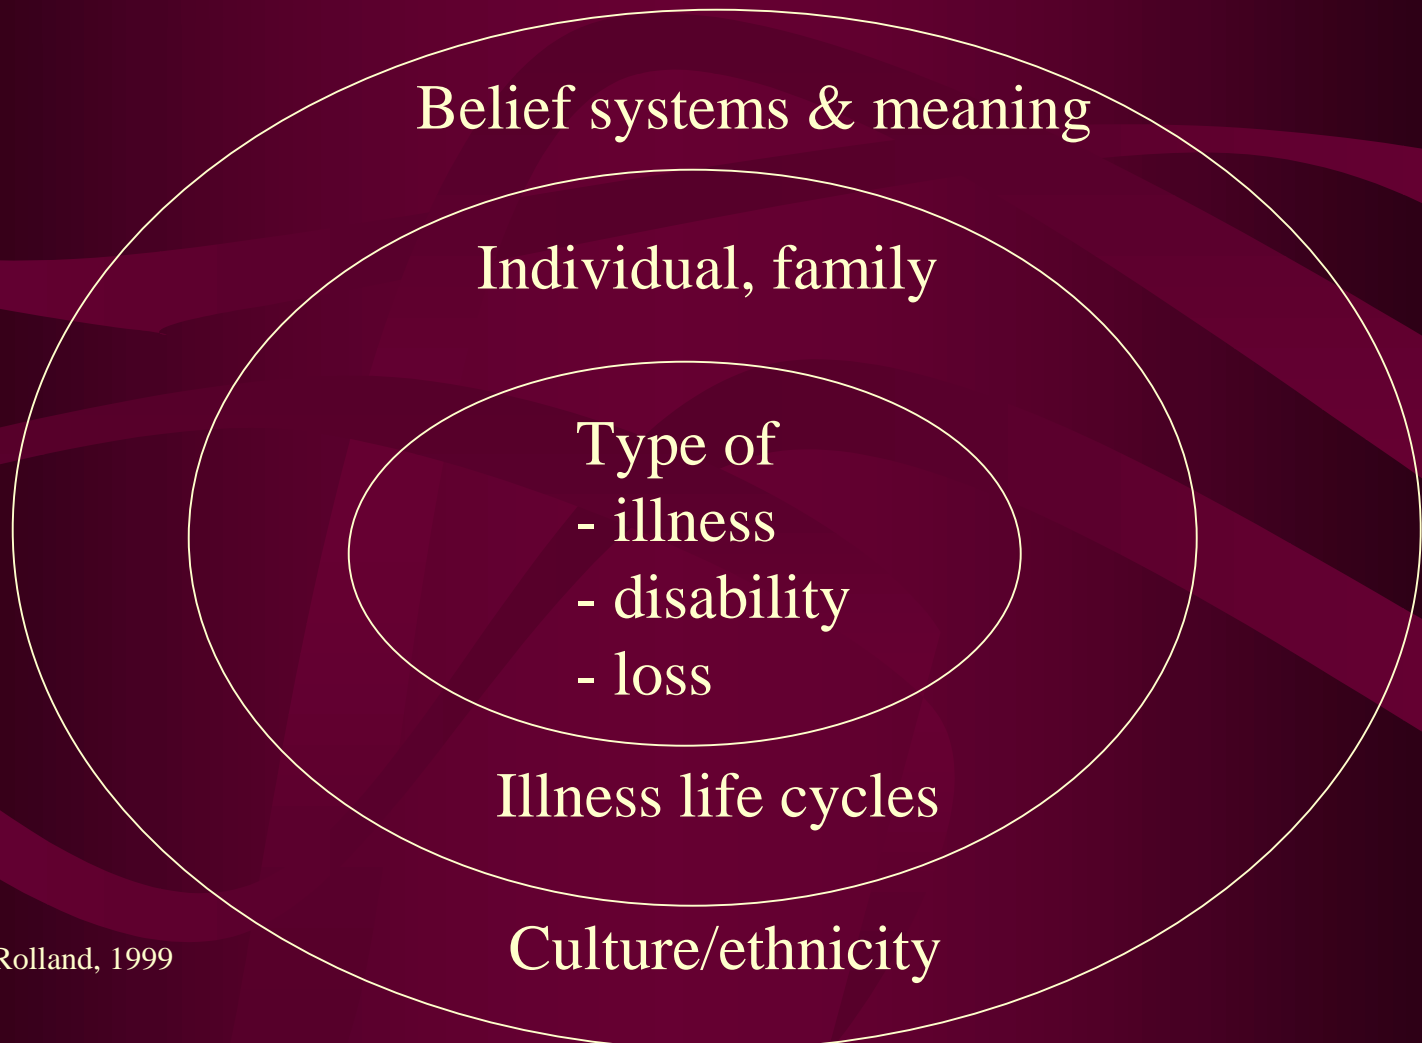 Belief systems & meaning
Individual, family
Type of
- illness
- disability
- loss
Illness life cycles
Culture/ethnicity
Rolland, 1999